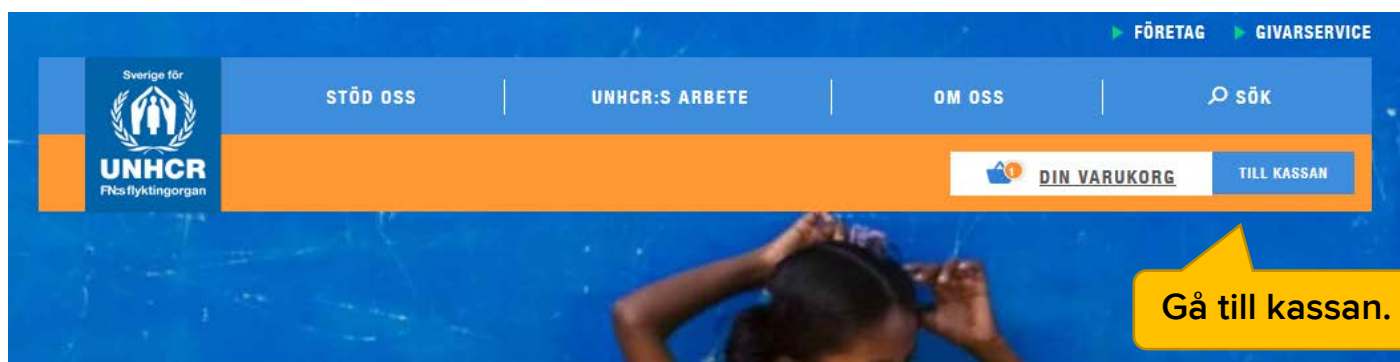 FÖRETAG GIVARSERVICE
Sverige för
UNHCR
FN:s flyktingorgan
STÖD OSS UNHCR:S ARBETE OM OSS SÖK
1 DIN VARUKORG TILL KASSAN
Gå till kassan.